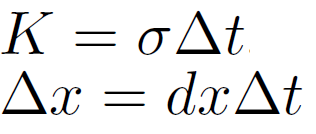 K = σΔt
Δx = dxΔt